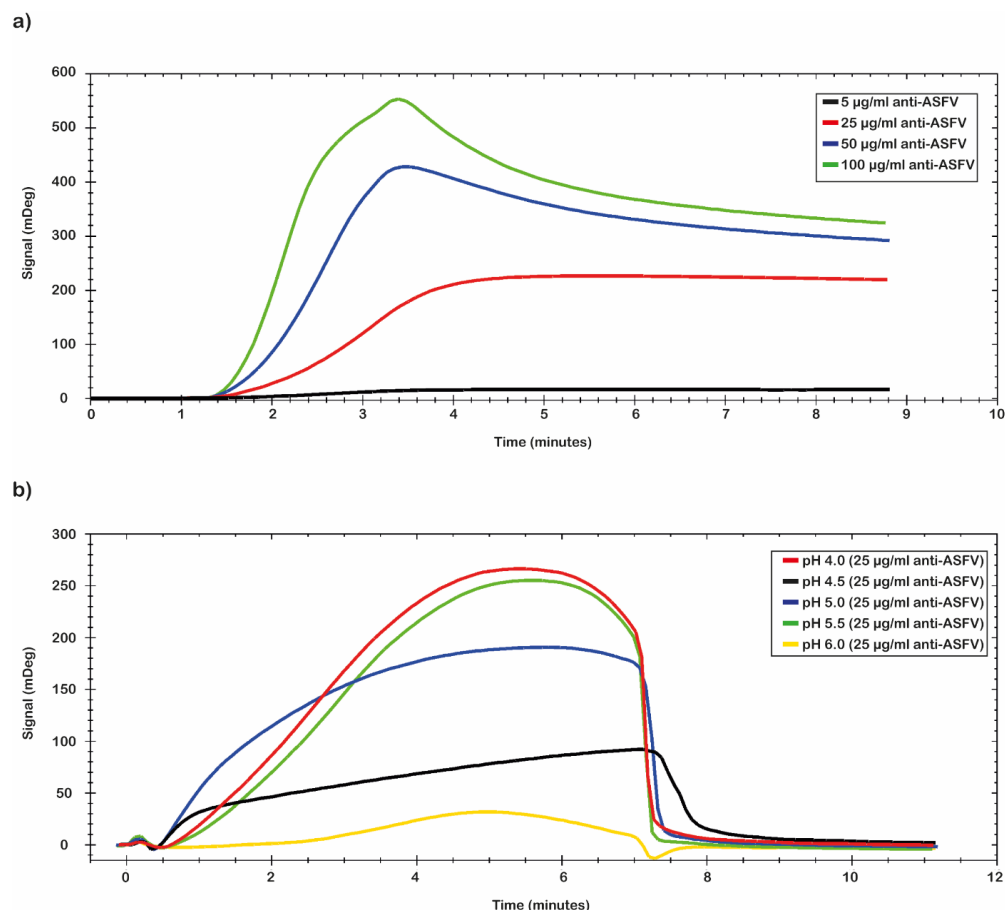 a)
600
500
400
300
200
100
0
Signal (mDeg)
5 µg/ml anti-ASFV
25 µg/ml anti-ASFV
50 µg/ml anti-ASFV
100 µg/ml anti-ASFV
0 1 2 3 4 5 6 7 8 9 10
Time (minutes)
b)
300
250
200
150
100
50
0
Signal (mDeg)
pH 4.0 (25 µg/ml anti-ASFV)
pH 4.5 (25 µg/ml anti-ASFV)
pH 5.0 (25 µg/ml anti-ASFV)
pH 5.5 (25 µg/ml anti-ASFV)
pH 6.0 (25 µg/ml anti-ASFV)
0 2 4 6 8 10 12
Time (minutes)